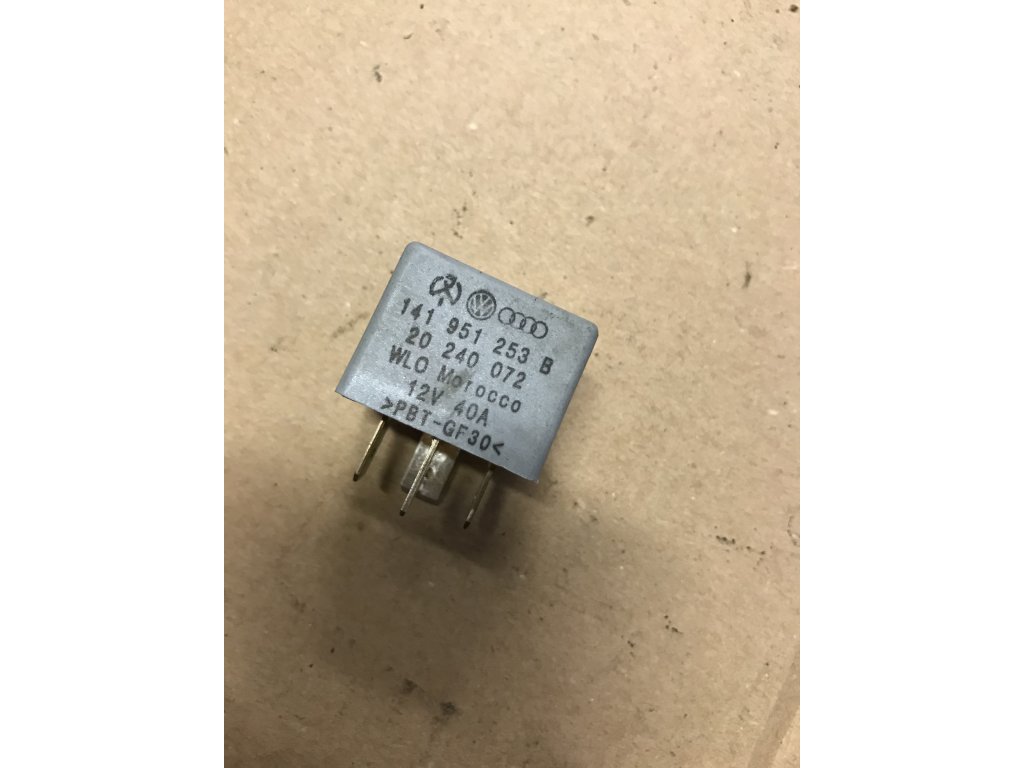 141 951 253 B
20 240 072
WLO Morocco
12V 40A
>PBT-GF30<